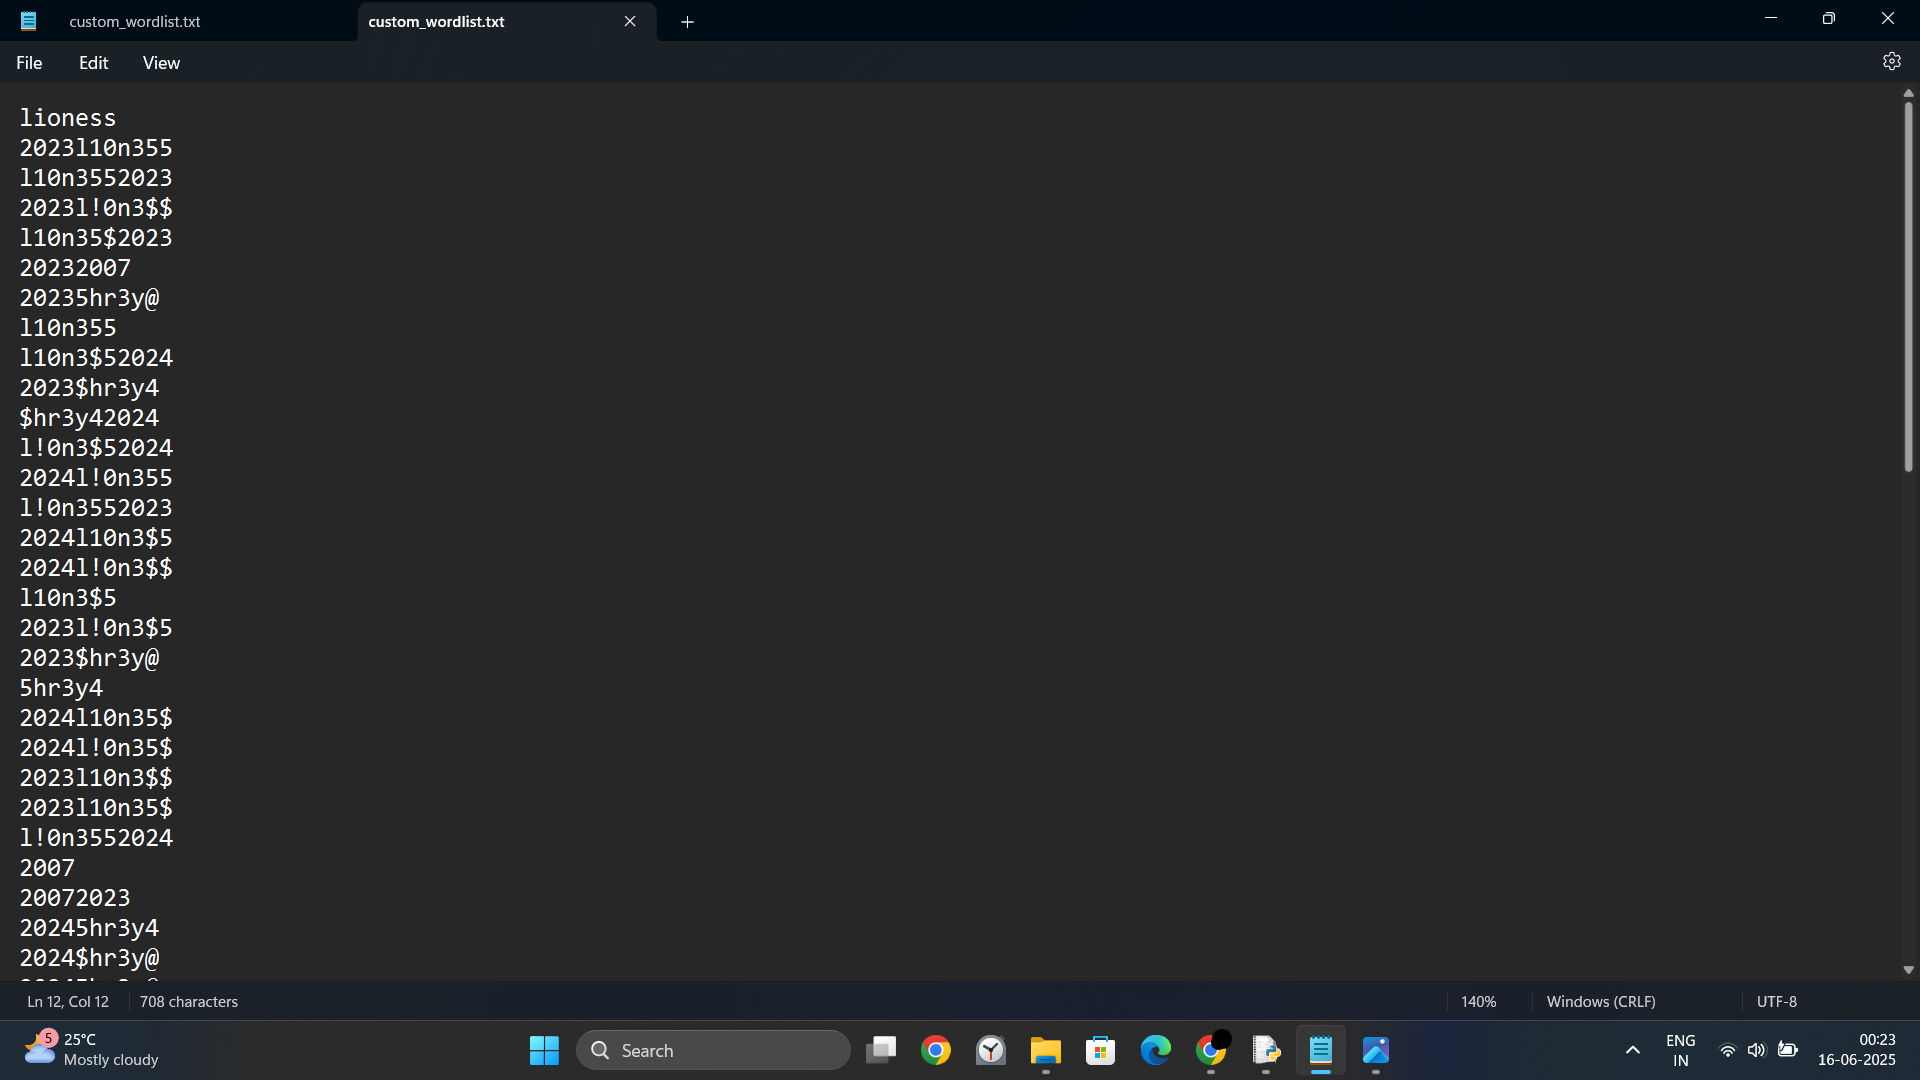 custom_wordlist.txt
custom_wordlist.txt
File Edit View
lioness
2023l10n355
l10n3552023
2023l!0n3$$
l10n35$2023
20232007
20235hr3y@
l10n355
l10n3$52024
2023$hr3y4
$hr3y42024
l!0n3$52024
2024l!0n355
l!0n3552023
2024l10n3$5
2024l!0n3$$
l10n3$5
2023l!0n3$5
2023$hr3y@
5hr3y4
2024l10n35$
2024l!0n35$
2023l10n3$$
2023l10n35$
l!0n3552024
2007
20072023
20245hr3y4
2024$hr3y@
Ln 12, Col 12 708 characters 140% Windows (CRLF) UTF-8
5 25°C
Mostly cloudy
Search
ENG
IN
00:23
16-06-2025